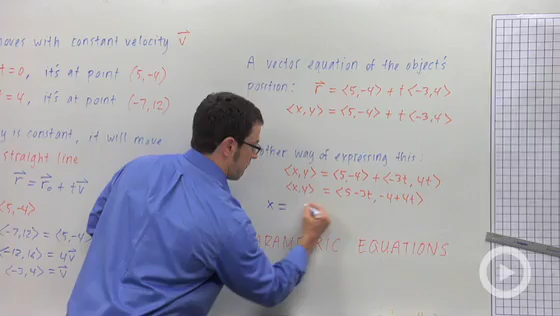 moves with constant velocity v⃗
t = 0, it's at point (5,-4)
t = 4, it's at point (-7,12)
y is constant, it will move
straight line
r⃗ = r⃗₀ + t v⃗
⟨5,-4⟩
⟨-7,12⟩ = ⟨5,-4⟩
⟨-12,16⟩ = 4v⃗
⟨-3,4⟩ = v⃗
A vector equation of the object's
position: r⃗ = ⟨5,-4⟩ + t⟨-3,4⟩
⟨x,y⟩ = ⟨5,-4⟩ + t⟨-3,4⟩
other way of expressing this:
⟨x,y⟩ = ⟨5-4⟩ + ⟨-3t, 4t⟩
⟨x,y⟩ = ⟨5-3t, -4+4t⟩
x =
ARAMETRIC EQUATIONS